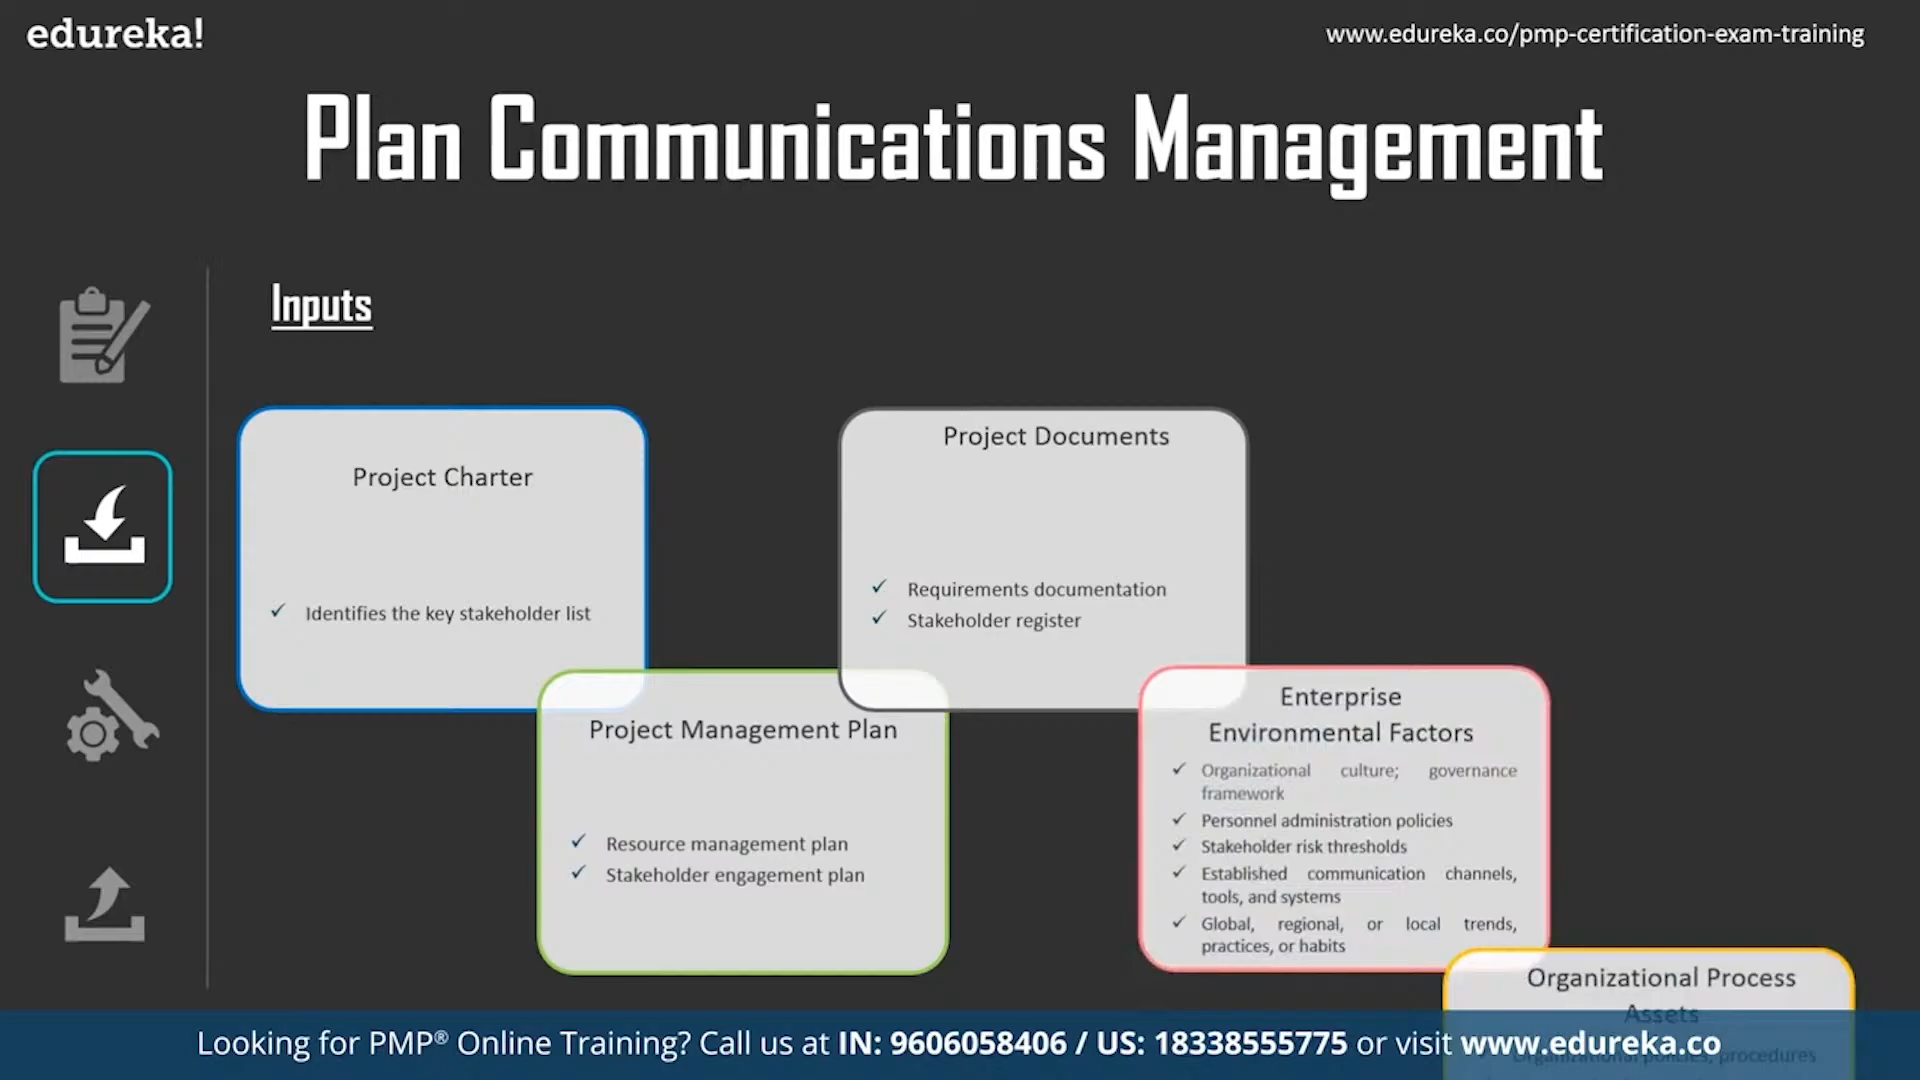 edureka!
www.edureka.co/pmp-certification-exam-training
Plan Communications Management
Inputs
Project Charter
✓ Identifies the key stakeholder list
Project Documents
✓ Requirements documentation
✓ Stakeholder register
Project Management Plan
✓ Resource management plan
✓ Stakeholder engagement plan
Enterprise
Environmental Factors
✓ Organizational culture; governance
framework
✓ Personnel administration policies
✓ Stakeholder risk thresholds
✓ Established communication channels,
tools, and systems
✓ Global, regional, or local trends,
practices, or habits
Organizational Process
Assets
Organizational policies, procedures
Looking for PMP® Online Training? Call us at IN: 9606058406 / US: 18338555775 or visit www.edureka.co